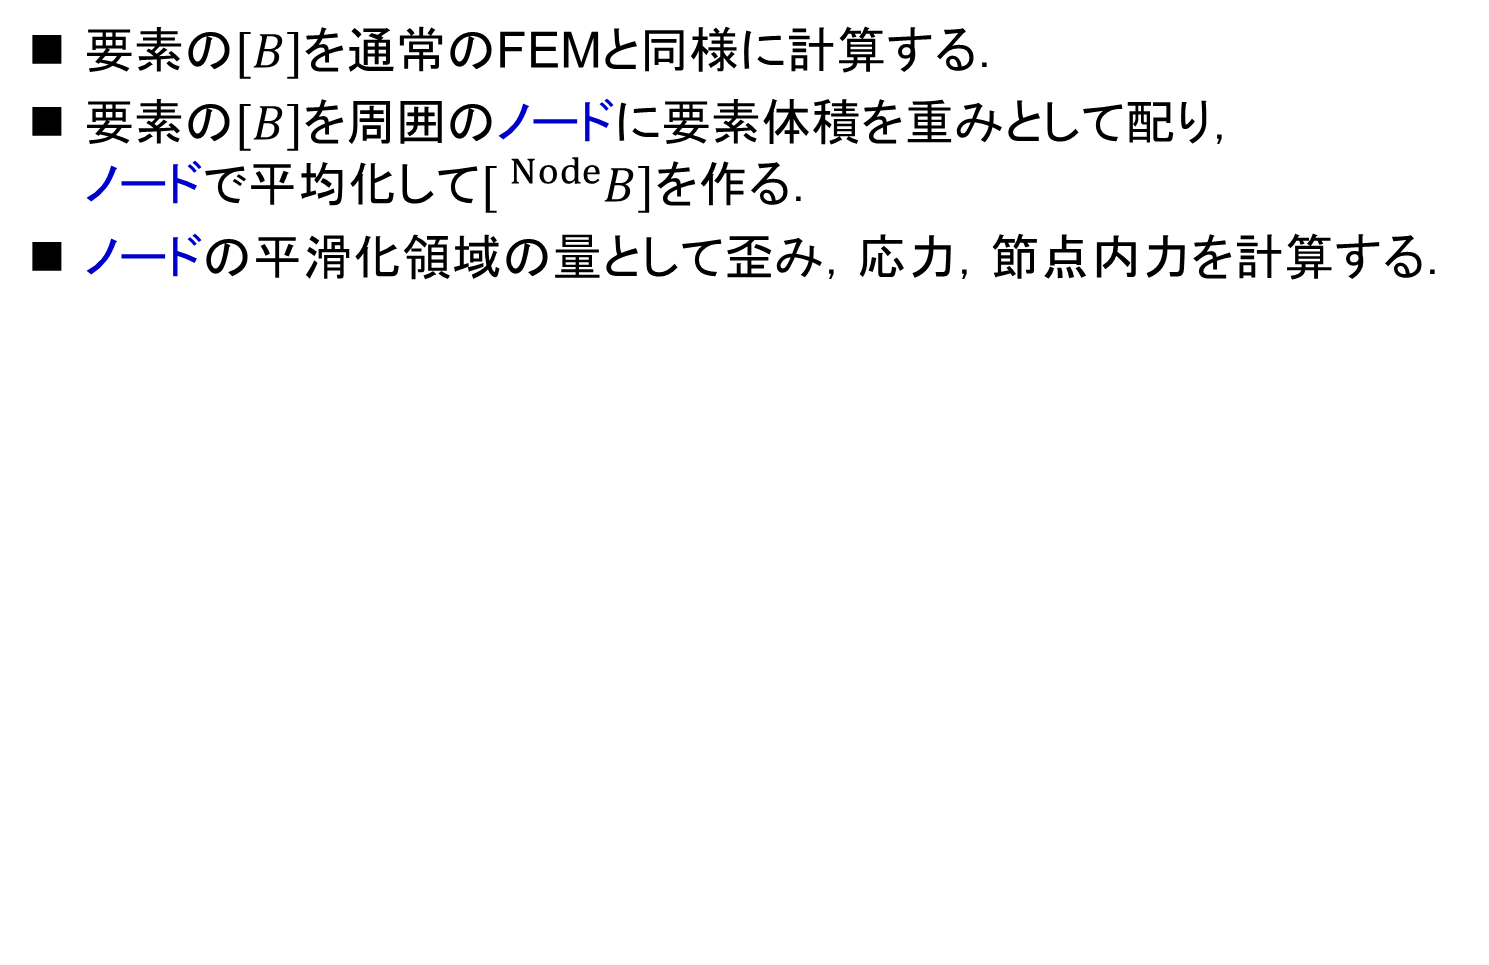 ■ 要素の[B]を通常のFEMと同様に計算する．
■ 要素の[B]を周囲のノードに要素体積を重みとして配り，
ノードで平均化して[ ᴺᵒᵈᵉB]を作る．
■ ノードの平滑化領域の量として歪み，応力，節点内力を計算する．